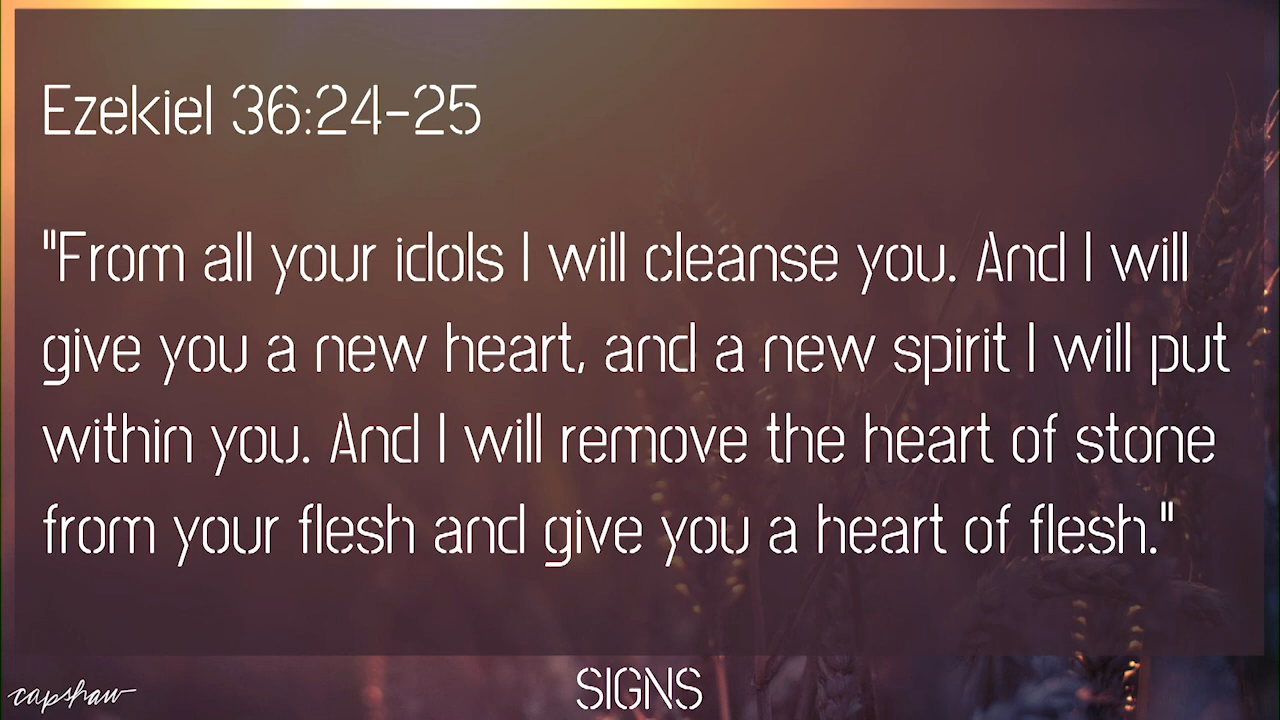 Ezekiel 36:24-25
"From all your idols I will cleanse you. And I will
give you a new heart, and a new spirit I will put
within you. And I will remove the heart of stone
from your flesh and give you a heart of flesh."
capshaw
SIGNS